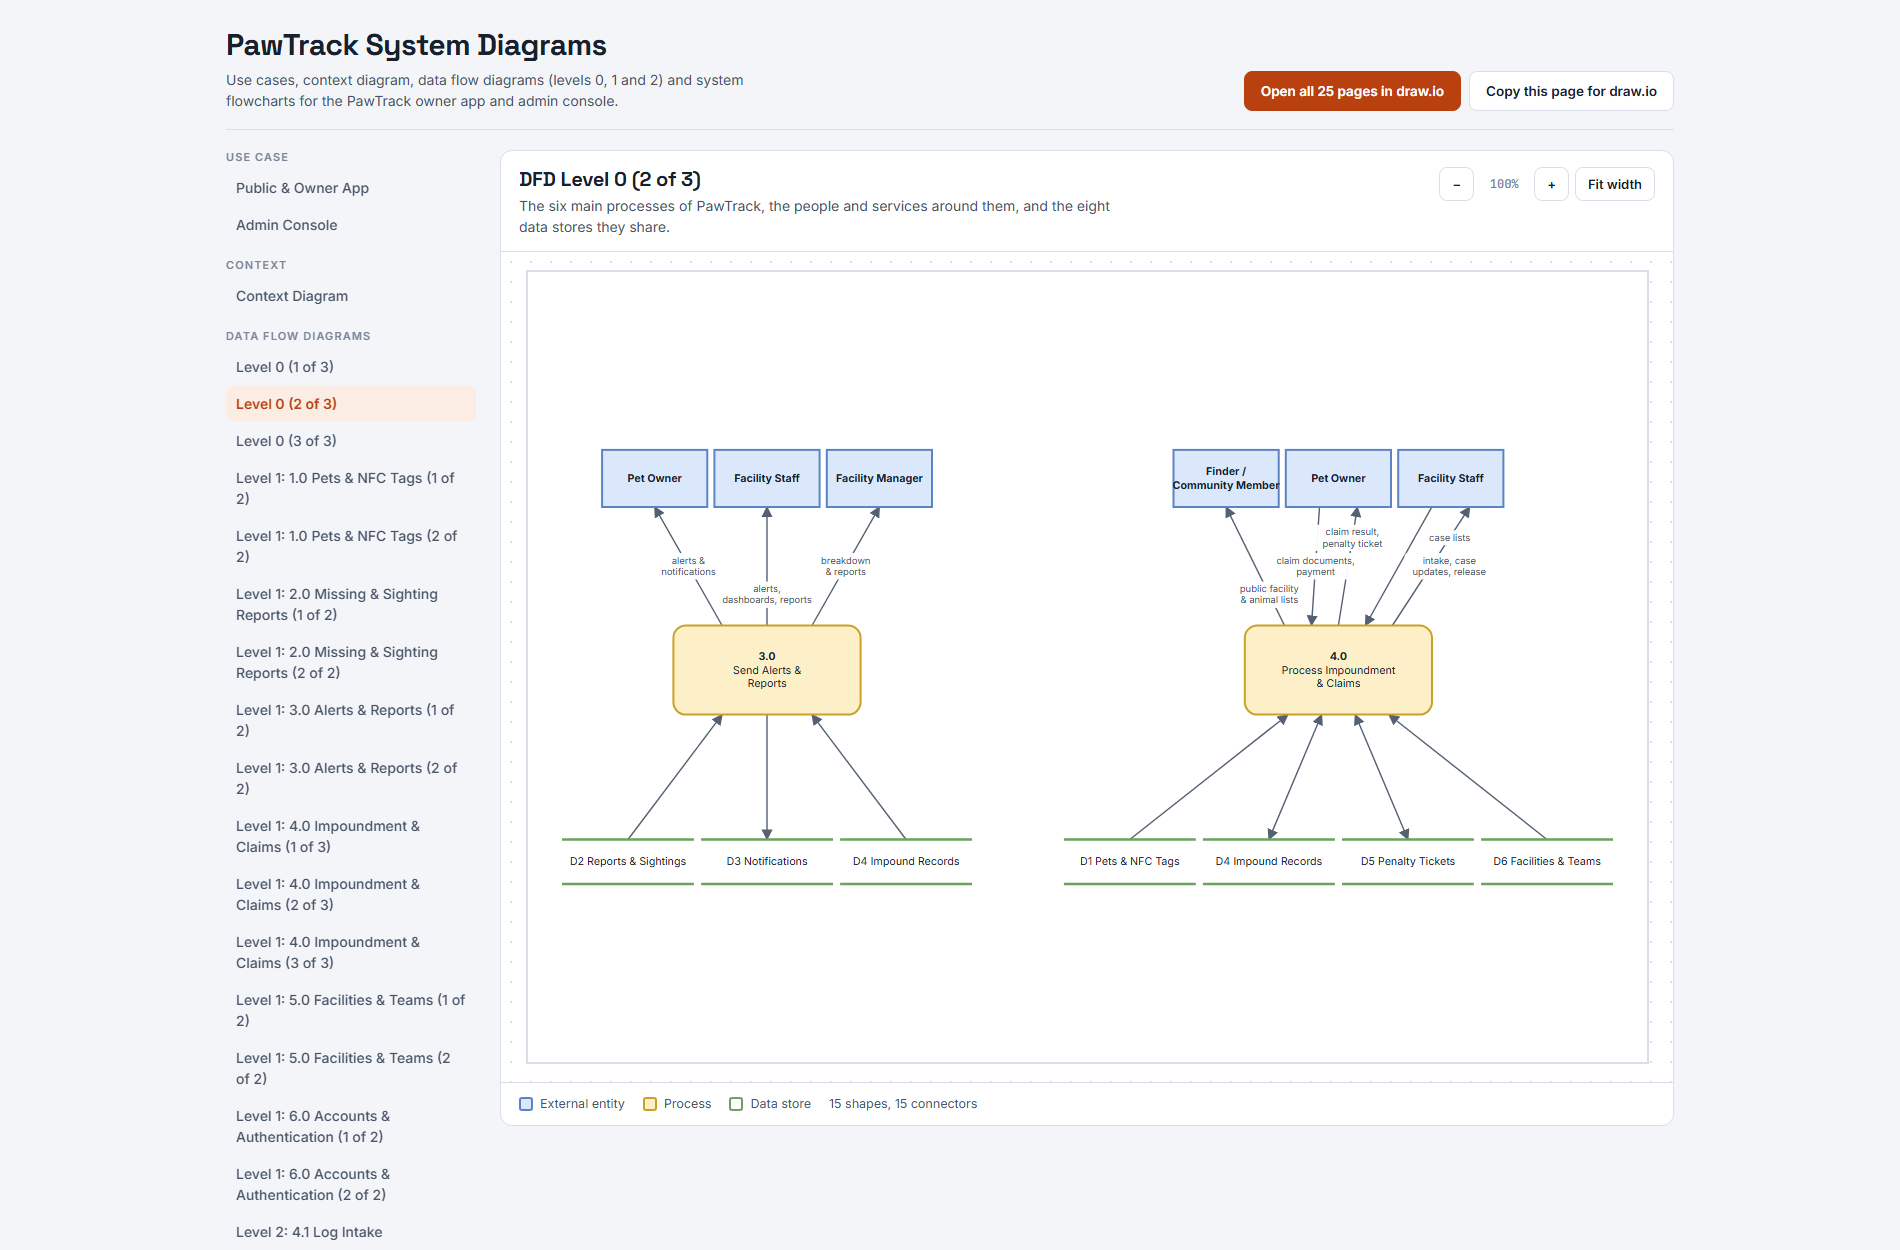 PawTrack System Diagrams
Use cases, context diagram, data flow diagrams (levels 0, 1 and 2) and system
flowcharts for the PawTrack owner app and admin console.
Open all 25 pages in draw.io
Copy this page for draw.io
USE CASE
Public & Owner App
Admin Console
CONTEXT
Context Diagram
DATA FLOW DIAGRAMS
Level 0 (1 of 3)
Level 0 (2 of 3)
Level 0 (3 of 3)
Level 1: 1.0 Pets & NFC Tags (1 of
2)
Level 1: 1.0 Pets & NFC Tags (2 of
2)
Level 1: 2.0 Missing & Sighting
Reports (1 of 2)
Level 1: 2.0 Missing & Sighting
Reports (2 of 2)
Level 1: 3.0 Alerts & Reports (1 of
2)
Level 1: 3.0 Alerts & Reports (2 of
2)
Level 1: 4.0 Impoundment &
Claims (1 of 3)
Level 1: 4.0 Impoundment &
Claims (2 of 3)
Level 1: 4.0 Impoundment &
Claims (3 of 3)
Level 1: 5.0 Facilities & Teams (1 of
2)
Level 1: 5.0 Facilities & Teams (2
of 2)
Level 1: 6.0 Accounts &
Authentication (1 of 2)
Level 1: 6.0 Accounts &
Authentication (2 of 2)
Level 2: 4.1 Log Intake
DFD Level 0 (2 of 3)
The six main processes of PawTrack, the people and services around them, and the eight
data stores they share.
−
100%
+
Fit width
Pet Owner
Facility Staff
Facility Manager
alerts &
notifications
alerts,
dashboards, reports
breakdown
& reports
3.0
Send Alerts &
Reports
D2 Reports & Sightings
D3 Notifications
D4 Impound Records
Finder /
Community Member
Pet Owner
Facility Staff
claim result,
penalty ticket
case lists
claim documents,
payment
intake, case
updates, release
public facility
& animal lists
4.0
Process Impoundment
& Claims
D1 Pets & NFC Tags
D4 Impound Records
D5 Penalty Tickets
D6 Facilities & Teams
External entity
Process
Data store
15 shapes, 15 connectors